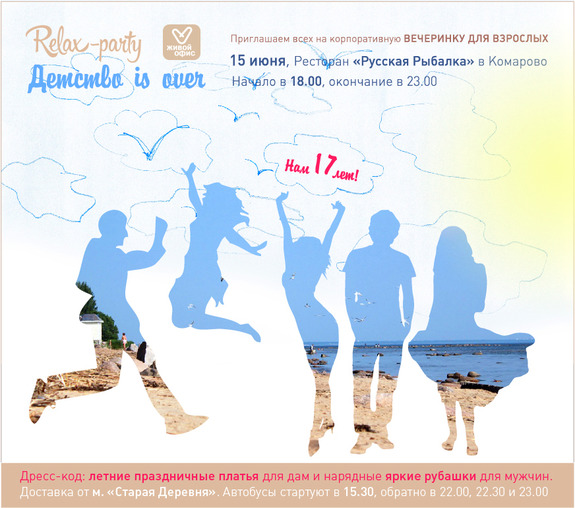 Relax-party
живой
офис
Детство is over
Приглашаем всех на корпоративную ВЕЧЕРИНКУ ДЛЯ ВЗРОСЛЫХ
15 июня, Ресторан «Русская Рыбалка» в Комарово
Начало в 18.00, окончание в 23.00
Нам 17 лет!
Дресс-код: летние праздничные платья для дам и нарядные яркие рубашки для мужчин.
Доставка от м. «Старая Деревня». Автобусы стартуют в 15.30, обратно в 22.00, 22.30 и 23.00